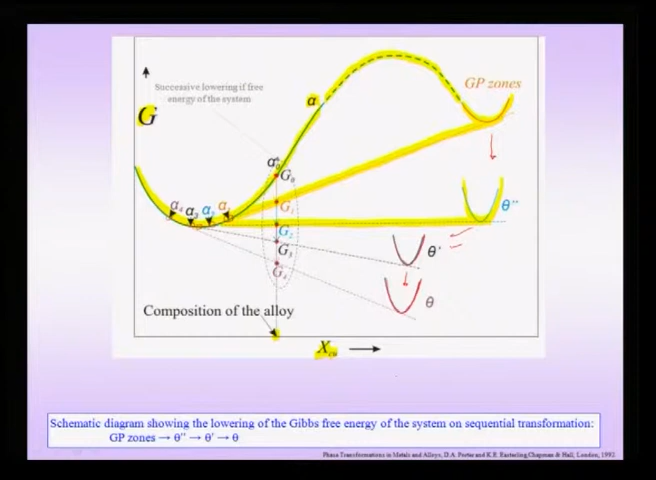 GP zones
Successive lowering if free
energy of the system
α
G
α₀
G₀
α₄ α₃ α₂ α₁
G₁
θ''
G₂
G₃
θ'
G₄
θ
Composition of the alloy
X_Cu
Schematic diagram showing the lowering of the Gibbs free energy of the system on sequential transformation:
GP zones → θ'' → θ' → θ
Phase Transformations in Metals and Alloys, D.A. Porter and K.E. Easterling, Chapman & Hall, London, 1992